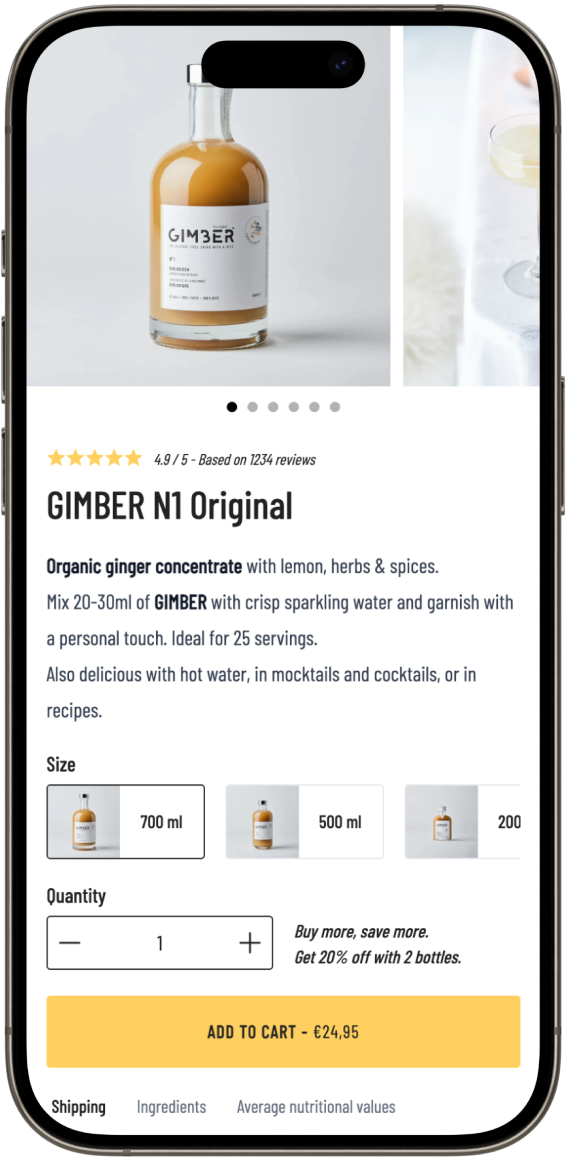 GIMBER
N°1
4.9 / 5 - Based on 1234 reviews
GIMBER N1 Original
Organic ginger concentrate with lemon, herbs & spices.
Mix 20-30ml of GIMBER with crisp sparkling water and garnish with
a personal touch. Ideal for 25 servings.
Also delicious with hot water, in mocktails and cocktails, or in
recipes.
Size
700 ml
500 ml
200
Quantity
1
Buy more, save more.
Get 20% off with 2 bottles.
ADD TO CART - €24,95
Shipping Ingredients Average nutritional values